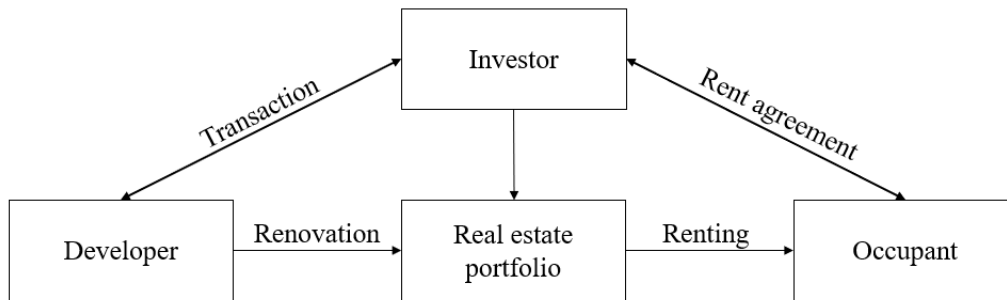 Investor
Transaction
Rent agreement
Developer
Renovation
Real estate
portfolio
Renting
Occupant